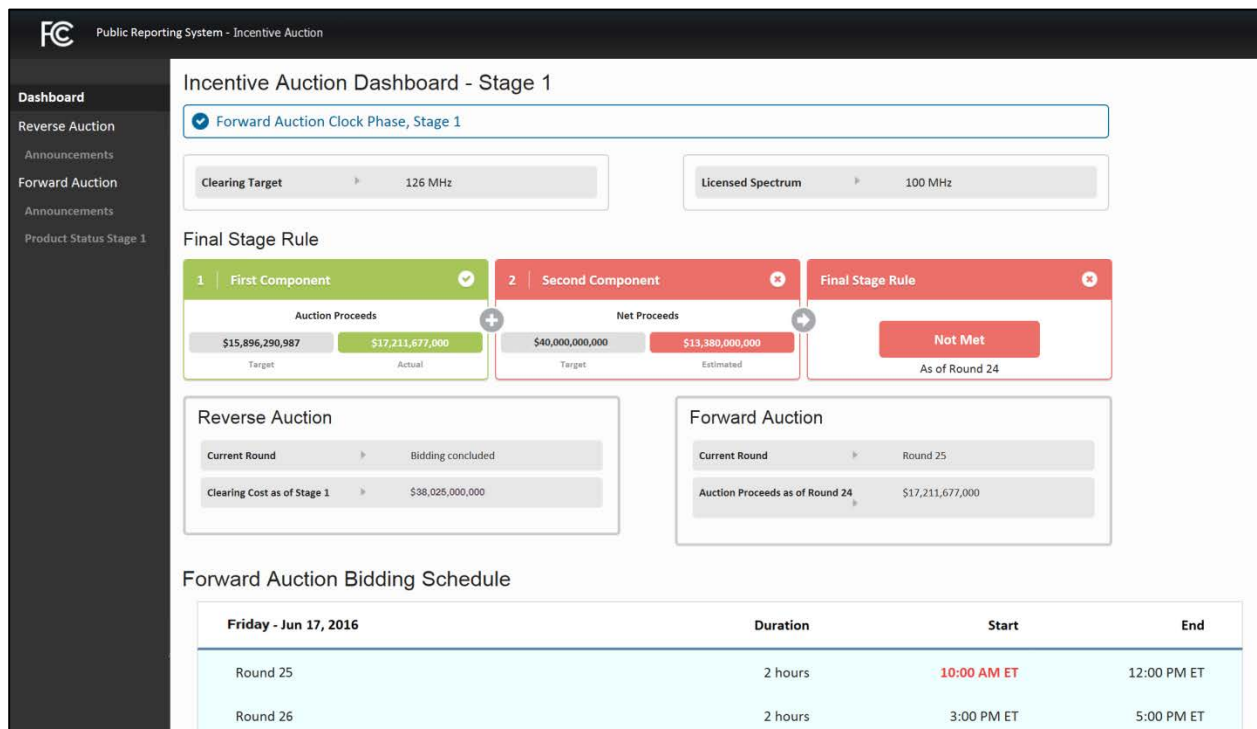 FCC Public Reporting System - Incentive Auction
Dashboard
Reverse Auction
Announcements
Forward Auction
Announcements
Product Status Stage 1
Incentive Auction Dashboard - Stage 1
Forward Auction Clock Phase, Stage 1
Clearing Target 126 MHz
Licensed Spectrum 100 MHz
Final Stage Rule
1 First Component
Auction Proceeds
$15,896,290,987 $17,211,677,000
Target Actual
2 Second Component
Net Proceeds
$40,000,000,000 $13,380,000,000
Target Estimated
Final Stage Rule
Not Met
As of Round 24
Reverse Auction
Current Round Bidding concluded
Clearing Cost as of Stage 1 $38,025,000,000
Forward Auction
Current Round Round 25
Auction Proceeds as of Round 24 $17,211,677,000
Forward Auction Bidding Schedule
Friday - Jun 17, 2016 Duration Start End
Round 25 2 hours 10:00 AM ET 12:00 PM ET
Round 26 2 hours 3:00 PM ET 5:00 PM ET